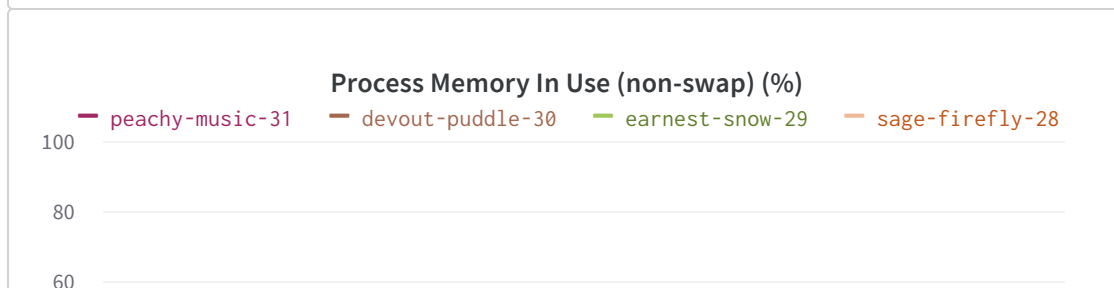 Process Memory In Use (non-swap) (%)
peachy-music-31 devout-puddle-30 earnest-snow-29 sage-firefly-28
100
80
60